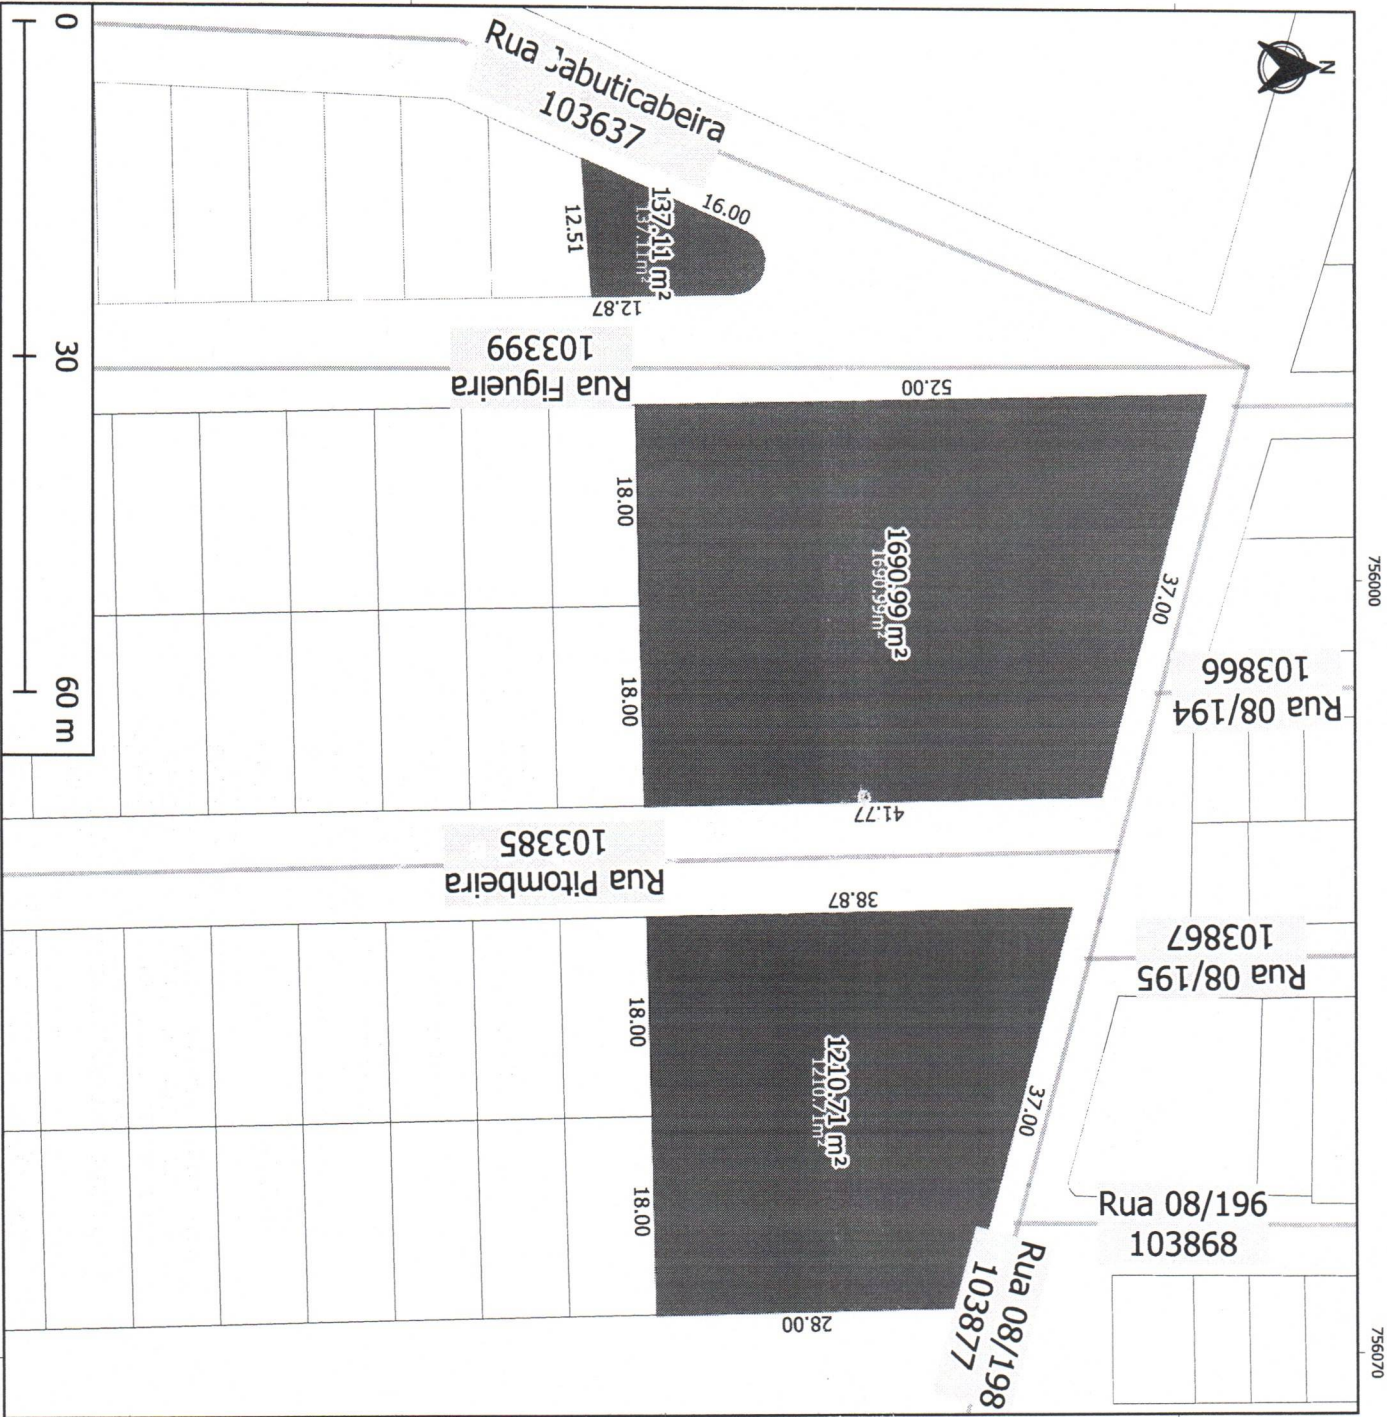 N
756000
756070
Rua Jabuticabeira
103637
16.00
137.11 m²
137.11m²
12.51
12.87
Rua Figueira
103399
52.00
18.00
1690.99 m²
1690.99m²
37.00
18.00
41.77
Rua 08/194
103866
Rua Pitombeira
103385
38.87
Rua 08/195
103867
18.00
1210.71 m²
1210.71m²
37.00
18.00
28.00
Rua 08/196
103868
Rua 08/198
103877
0
30
60 m